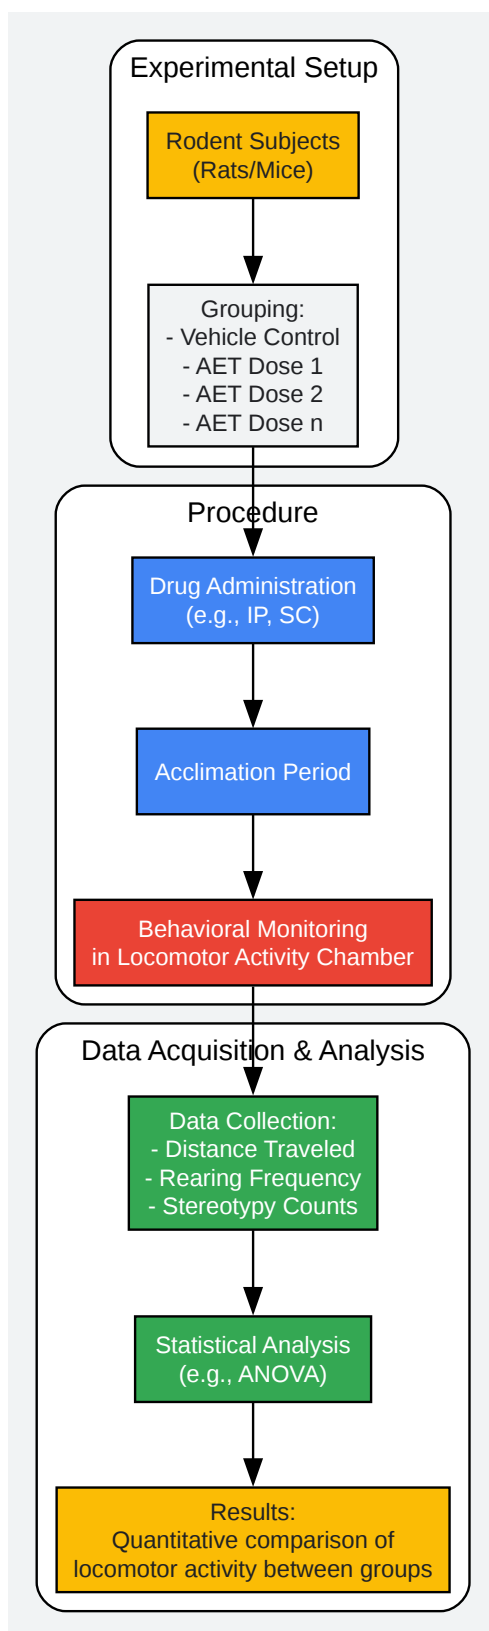 Experimental Setup
Rodent Subjects
(Rats/Mice)
Grouping:
- Vehicle Control
- AET Dose 1
- AET Dose 2
- AET Dose n
Procedure
Drug Administration
(e.g., IP, SC)
Acclimation Period
Behavioral Monitoring
in Locomotor Activity Chamber
Data Acquisition & Analysis
Data Collection:
- Distance Traveled
- Rearing Frequency
- Stereotypy Counts
Statistical Analysis
(e.g., ANOVA)
Results:
Quantitative comparison of
locomotor activity between groups